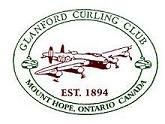 GLANFORD CURLING CLUB
EST. 1894
MOUNT HOPE, ONTARIO CANADA